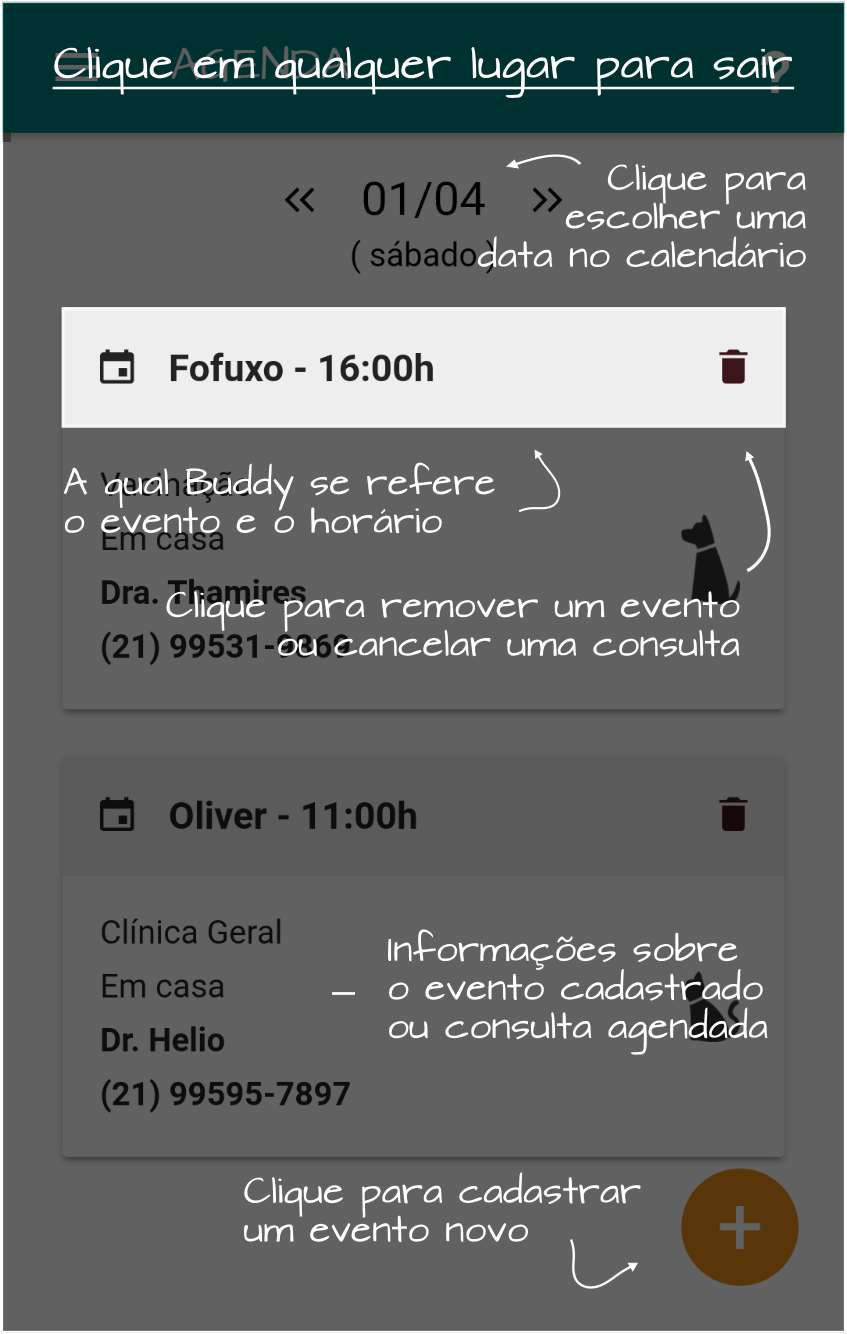 AGENDA
Clique em qualquer lugar para sair
?
« 01/04 »
( sábado )
Clique para
escolher uma
data no calendário
Fofuxo - 16:00h
A qual Buddy se refere
o evento e o horário
Vacinação
Em casa
Dra. Thamires
(21) 99531-9869
Clique para remover um evento
ou cancelar uma consulta
Oliver - 11:00h
Clínica Geral
Em casa
Dr. Helio
(21) 99595-7897
Informações sobre
o evento cadastrado
ou consulta agendada
Clique para cadastrar
um evento novo
+